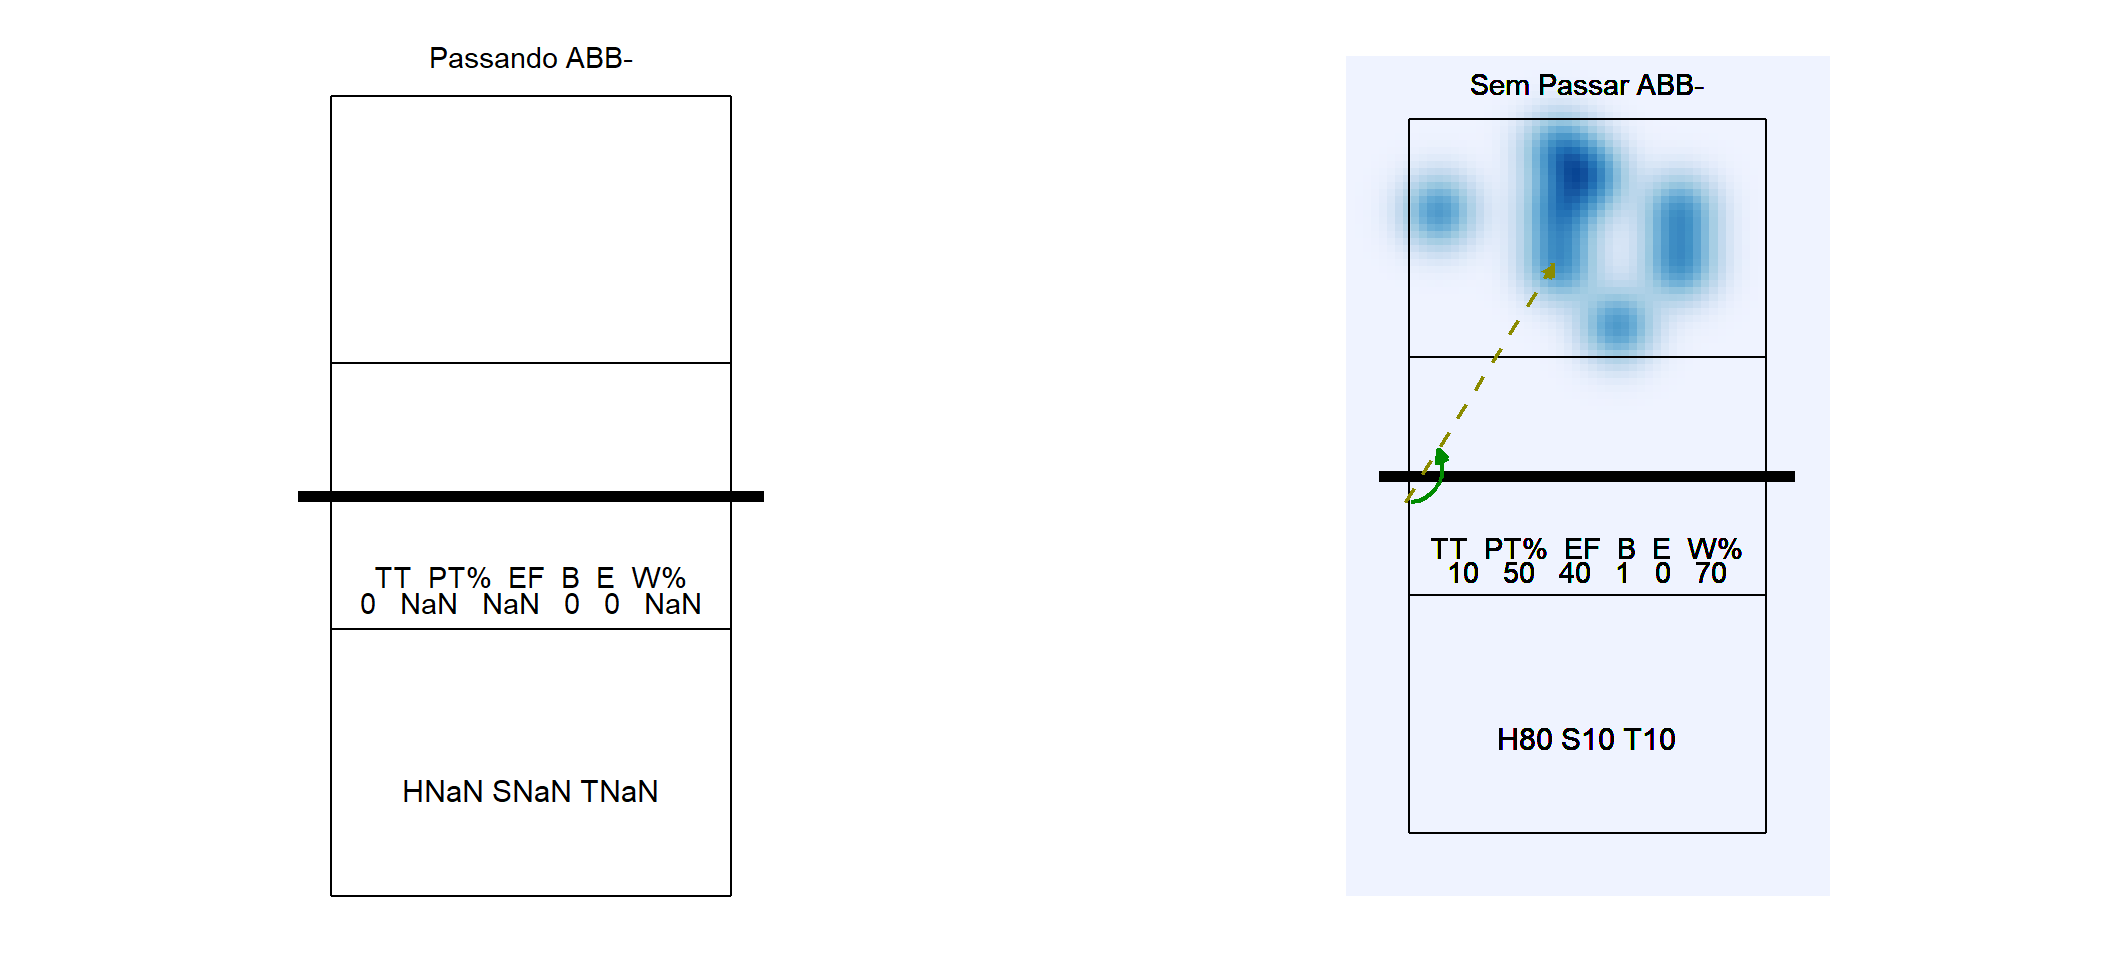 Passando ABB-
TT PT% EF B E W%
0 NaN NaN 0 0 NaN
HNaN SNaN TNaN
Sem Passar ABB-
TT PT% EF B E W%
10 50 40 1 0 70
H80 S10 T10